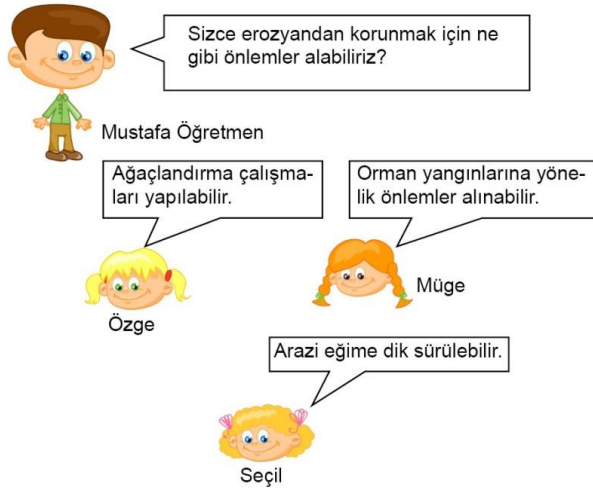 Sizce erozyandan korunmak için ne
gibi önlemler alabiliriz?
Mustafa Öğretmen
Ağaçlandırma çalışma-
ları yapılabilir.
Orman yangınlarına yöne-
lik önlemler alınabilir.
Özge
Müge
Arazi eğime dik sürülebilir.
Seçil